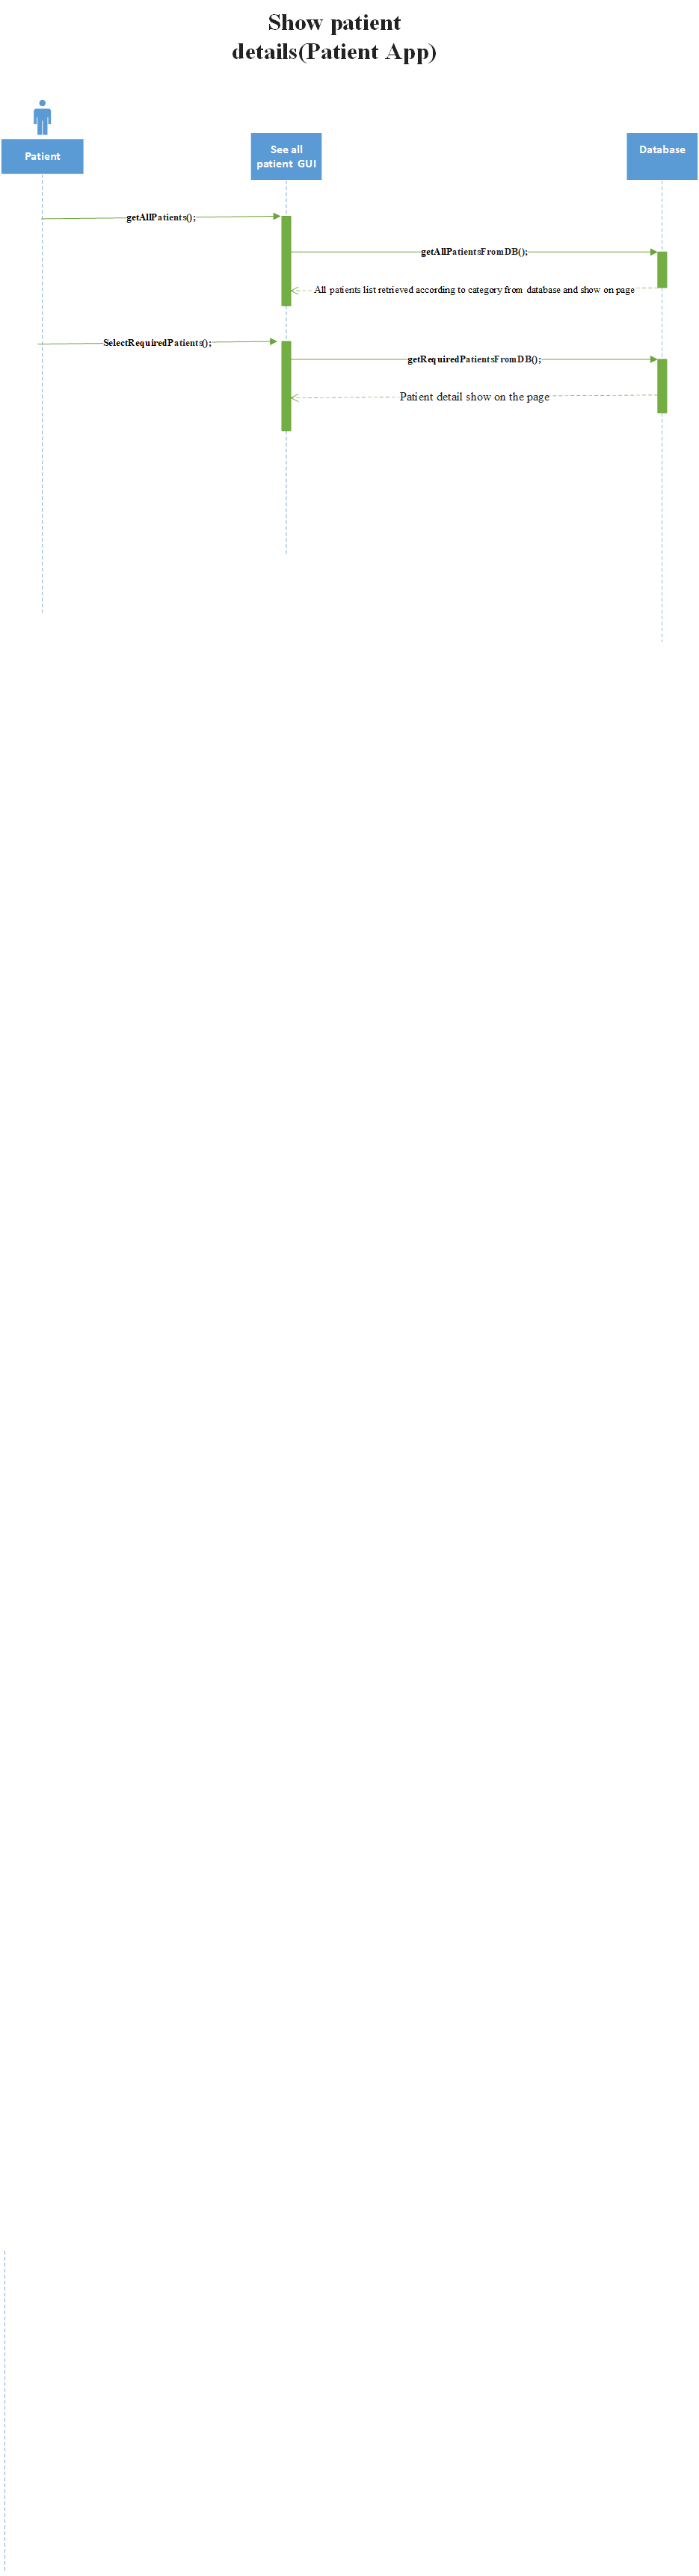 Show patient
details(Patient App)
Patient
See all
patient GUI
Database
getAllPatients();
getAllPatientsFromDB();
All patients list retrieved according to category from database and show on page
SelectRequiredPatients();
getRequiredPatientsFromDB();
Patient detail show on the page